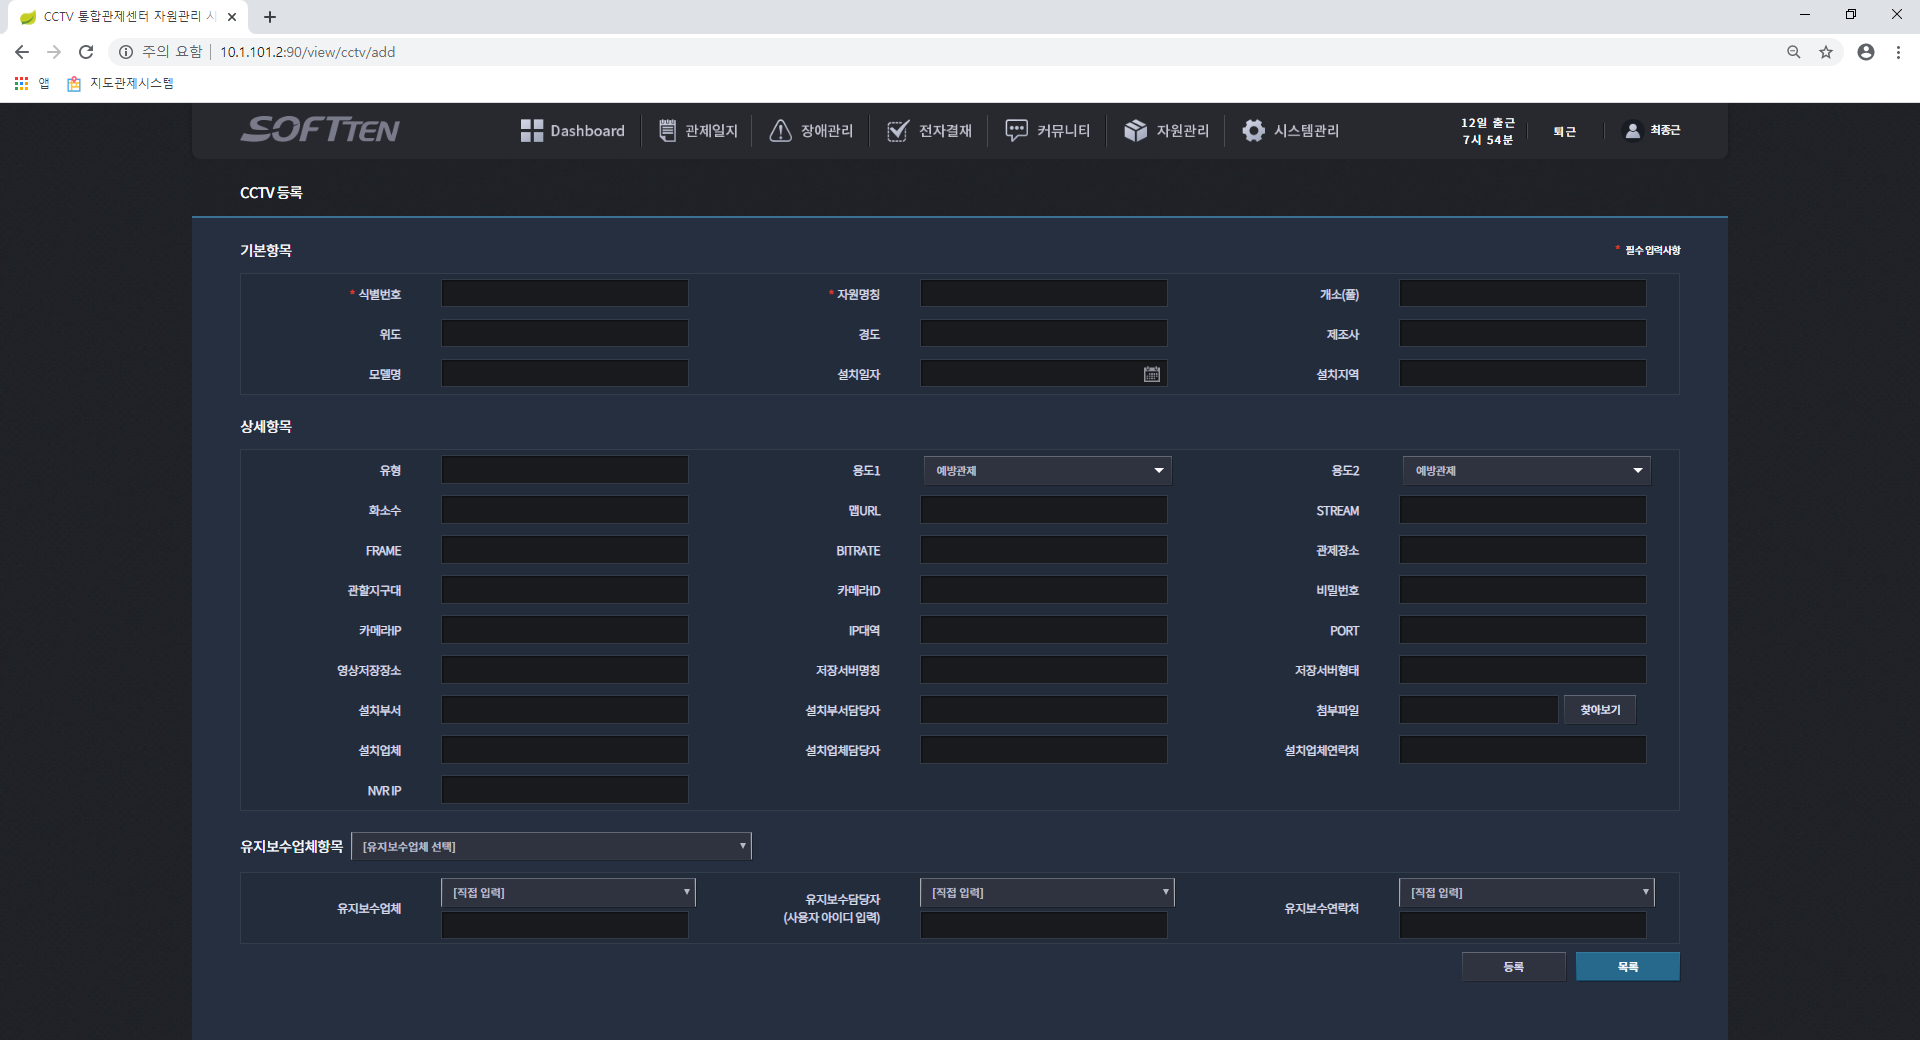 CCTV 통합관제센터 자원관리 시
주의 요함 10.1.101.2:90/view/cctv/add
앱 지도관제시스템
SOFTTEN Dashboard 관제일지 장애관리 전자결재 커뮤니티 자원관리 시스템관리 12일 출근 퇴근 최종근
7시 54분
CCTV 등록
기본항목 * 필수 입력사항
* 식별번호 * 자원명칭 개소(풀)
위도 경도 제조사
모델명 설치일자 설치지역
상세항목
유형 용도1 예방관제 용도2 예방관제
화소수 맵URL STREAM
FRAME BITRATE 관제장소
관할지구대 카메라ID 비밀번호
카메라IP IP대역 PORT
영상저장장소 저장서버명칭 저장서버형태
설치부서 설치부서담당자 첨부파일 찾아보기
설치업체 설치업체담당자 설치업체연락처
NVR IP
유지보수업체항목 [유지보수업체 선택]
유지보수업체 [직접 입력] 유지보수담당자 [직접 입력] 유지보수연락처 [직접 입력]
(사용자 아이디 입력)
등록 목록